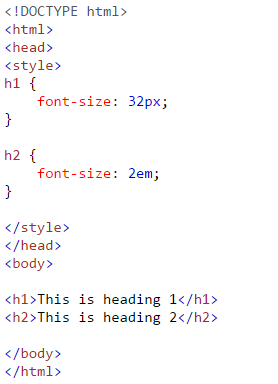 <!DOCTYPE html>
<html>
<head>
<style>
h1 {
    font-size: 32px;
}

h2 {
    font-size: 2em;
}

</style>
</head>
<body>

<h1>This is heading 1</h1>
<h2>This is heading 2</h2>

</body>
</html>